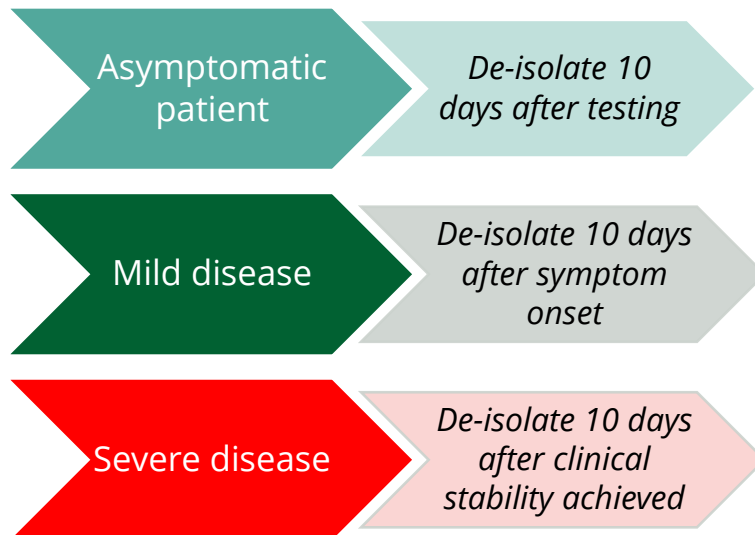 Asymptomatic
patient
De-isolate 10
days after testing
Mild disease
De-isolate 10 days
after symptom
onset
Severe disease
De-isolate 10 days
after clinical
stability achieved